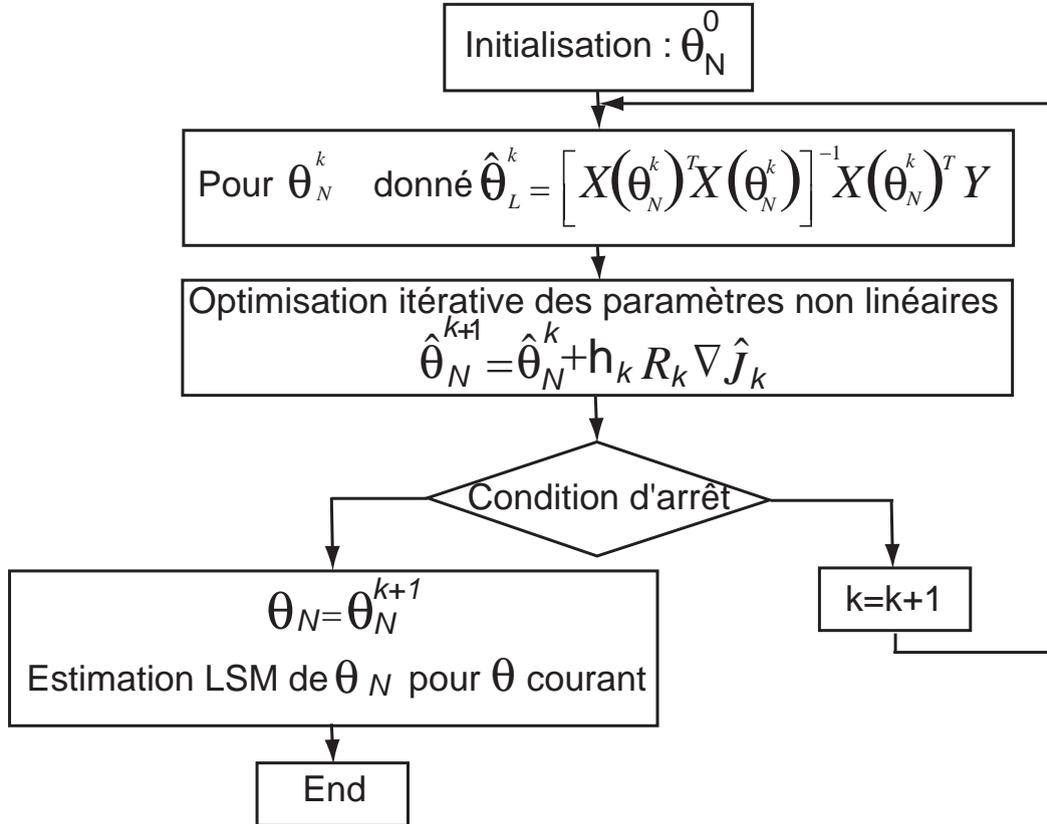 Initialisation : θ_N^0
Pour θ_N^k donné θ̂_L^k = [X(θ_N^k)^T X(θ_N^k)]^{-1} X(θ_N^k)^T Y
Optimisation itérative des paramètres non linéaires
θ̂_N^{k+1} = θ̂_N^k + h_k R_k ∇ Ĵ_k
Condition d'arrêt
θ_N = θ_N^{k+1}
Estimation LSM de θ_N pour θ courant
k=k+1
End